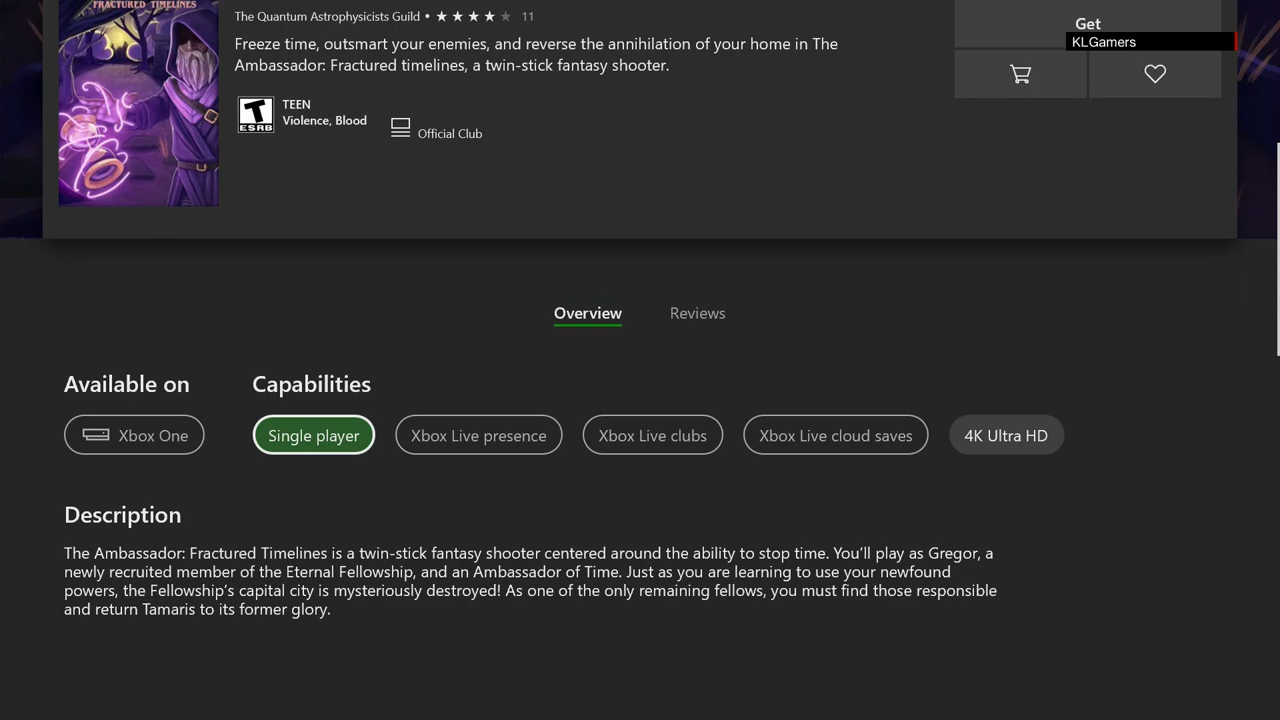 FRACTURED TIMELINES
The Quantum Astrophysicists Guild • ★ ★ ★ ★ ★ 11
Freeze time, outsmart your enemies, and reverse the annihilation of your home in The
Ambassador: Fractured timelines, a twin-stick fantasy shooter.
T
ESRB
TEEN
Violence, Blood
Official Club
Get
KLGamers
Overview
Reviews
Available on
Capabilities
Xbox One
Single player
Xbox Live presence
Xbox Live clubs
Xbox Live cloud saves
4K Ultra HD
Description
The Ambassador: Fractured Timelines is a twin-stick fantasy shooter centered around the ability to stop time. You’ll play as Gregor, a
newly recruited member of the Eternal Fellowship, and an Ambassador of Time. Just as you are learning to use your newfound
powers, the Fellowship’s capital city is mysteriously destroyed! As one of the only remaining fellows, you must find those responsible
and return Tamaris to its former glory.